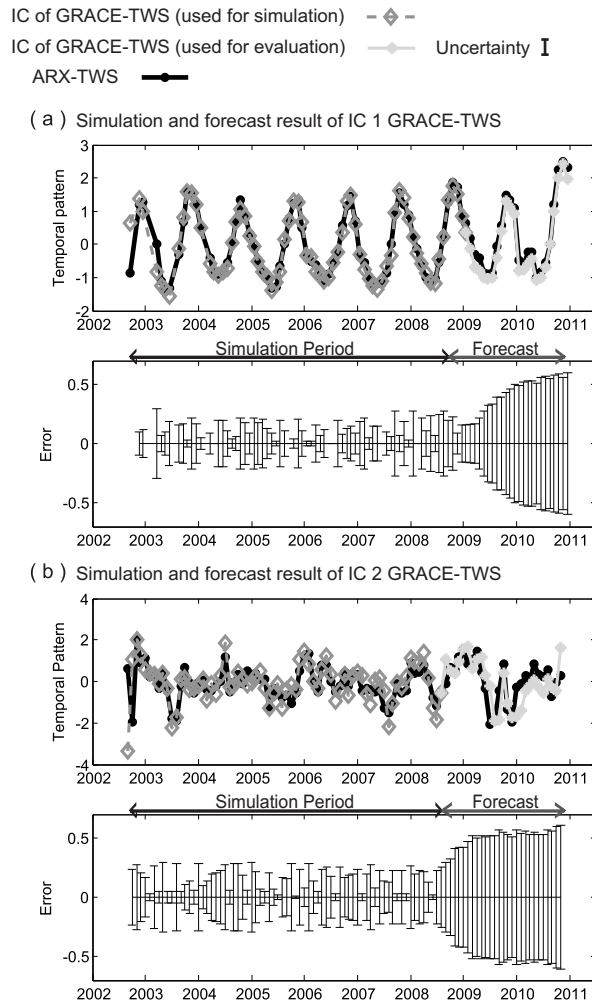 IC of GRACE-TWS (used for simulation)
IC of GRACE-TWS (used for evaluation) Uncertainty
ARX-TWS
( a ) Simulation and forecast result of IC 1 GRACE-TWS
Temporal pattern
3
2
1
0
-1
-2
2002 2003 2004 2005 2006 2007 2008 2009 2010 2011
Simulation Period Forecast
Error
0.5
0
-0.5
2002 2003 2004 2005 2006 2007 2008 2009 2010 2011
( b ) Simulation and forecast result of IC 2 GRACE-TWS
Temporal Pattern
4
2
0
-2
-4
2002 2003 2004 2005 2006 2007 2008 2009 2010 2011
Simulation Period Forecast
Error
0.5
0
-0.5
2002 2003 2004 2005 2006 2007 2008 2009 2010 2011